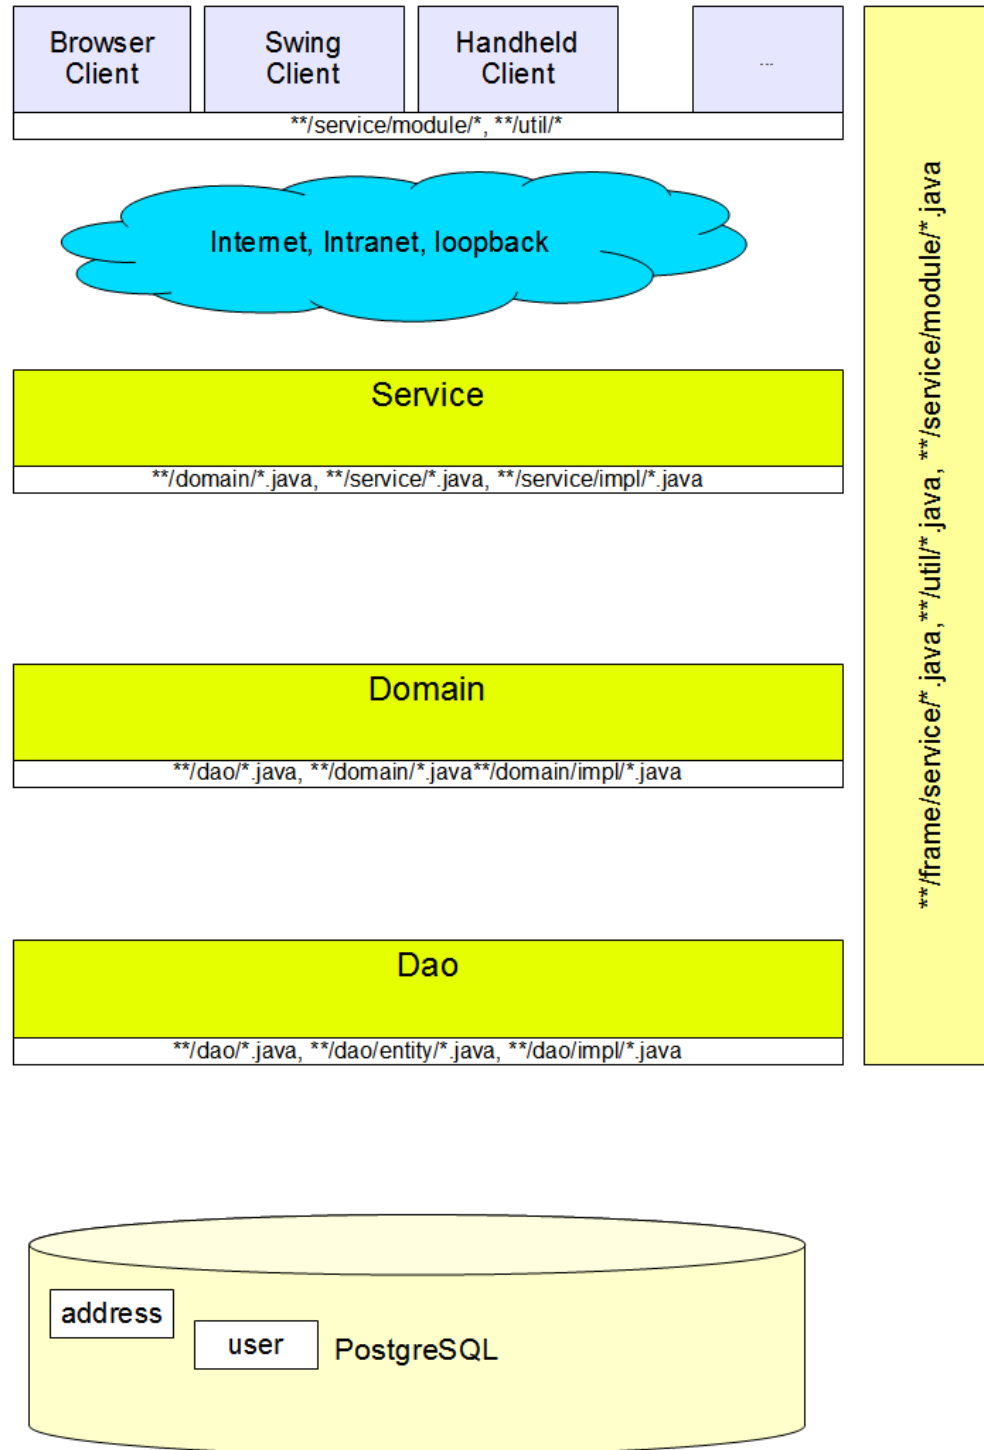 Browser
Client
Swing
Client
Handheld
Client
...
**/service/module/*, **/util/*
Internet, Intranet, loopback
Service
**/domain/*.java, **/service/*.java, **/service/impl/*.java
Domain
**/dao/*.java, **/domain/*.java**/domain/impl/*.java
Dao
**/dao/*.java, **/dao/entity/*.java, **/dao/impl/*.java
**/frame/service/*.java,**/util/*.java, **/service/module/*.java
address
user
PostgreSQL